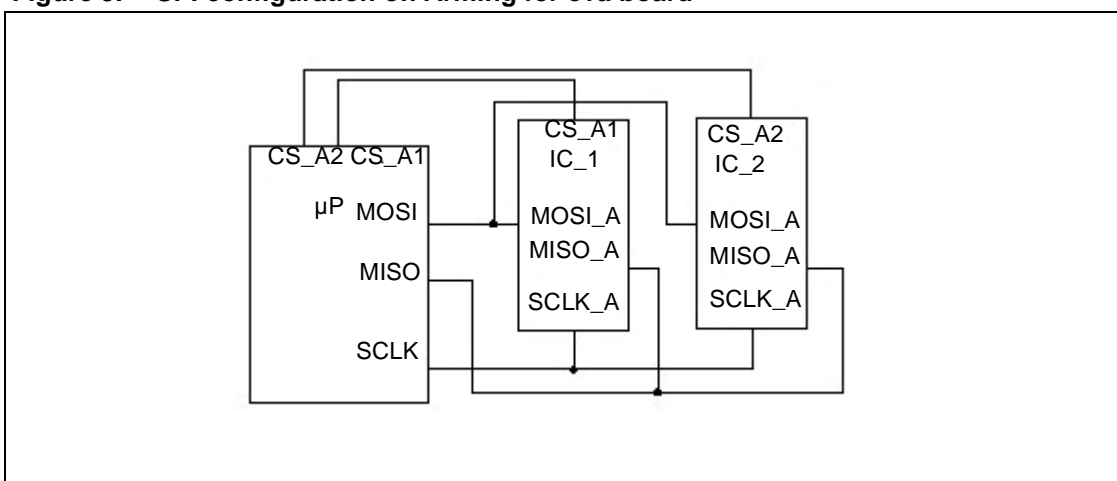 CS_A2 CS_A1
µP MOSI
MISO
SCLK
CS_A1
IC_1
MOSI_A
MISO_A
SCLK_A
CS_A2
IC_2
MOSI_A
MISO_A
SCLK_A